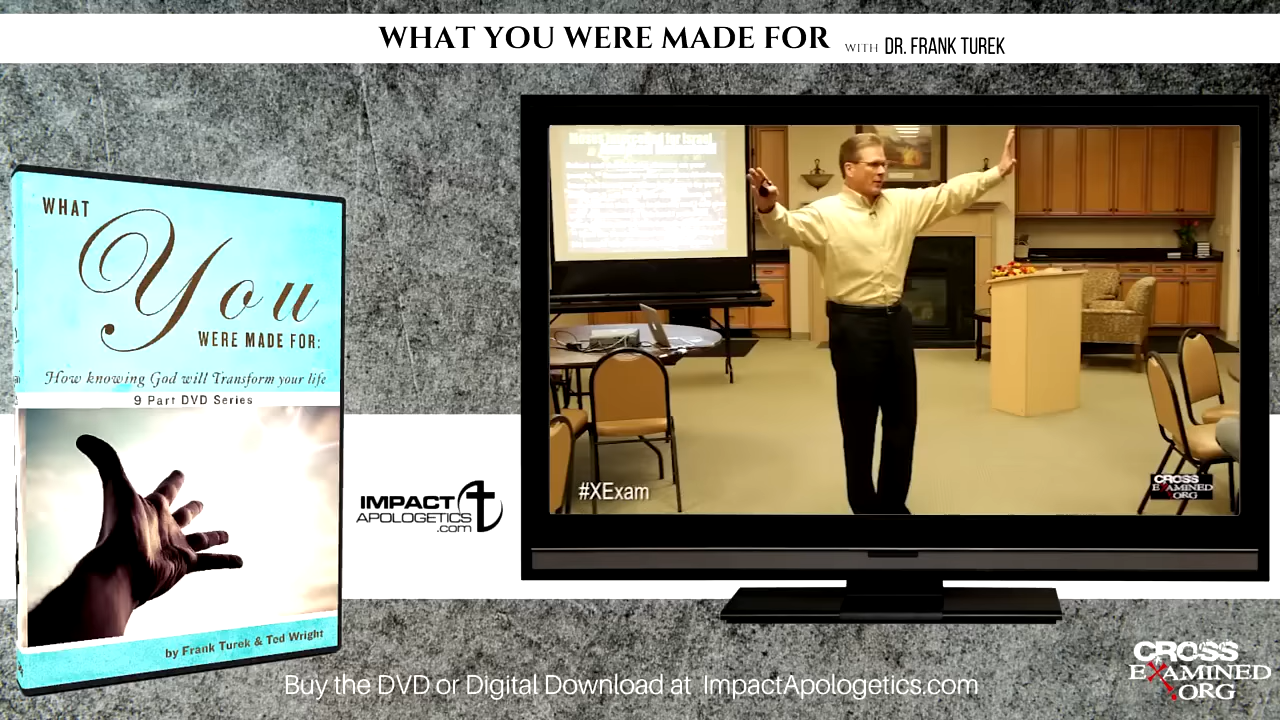 WHAT YOU WERE MADE FOR WITH DR. FRANK TUREK
WHAT
You
WERE MADE FOR:
How knowing God will Transform your life
9 Part DVD Series
by Frank Turek & Ted Wright
IMPACT
APOLOGETICS
.com
#XExam
CROSS
EXAMINED
.ORG
Buy the DVD or Digital Download at ImpactApologetics.com
CROSS
EXAMINED
.ORG